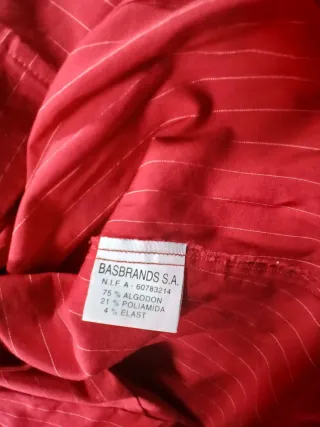 BASBRANDS S.A.
N.I.F A - 60783214
75 % ALGODON
21 % POLIAMIDA
4 % ELAST